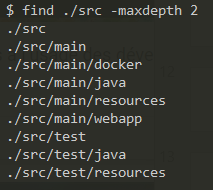 $ find ./src -maxdepth 2
./src
./src/main
./src/main/docker
./src/main/java
./src/main/resources
./src/main/webapp
./src/test
./src/test/java
./src/test/resources